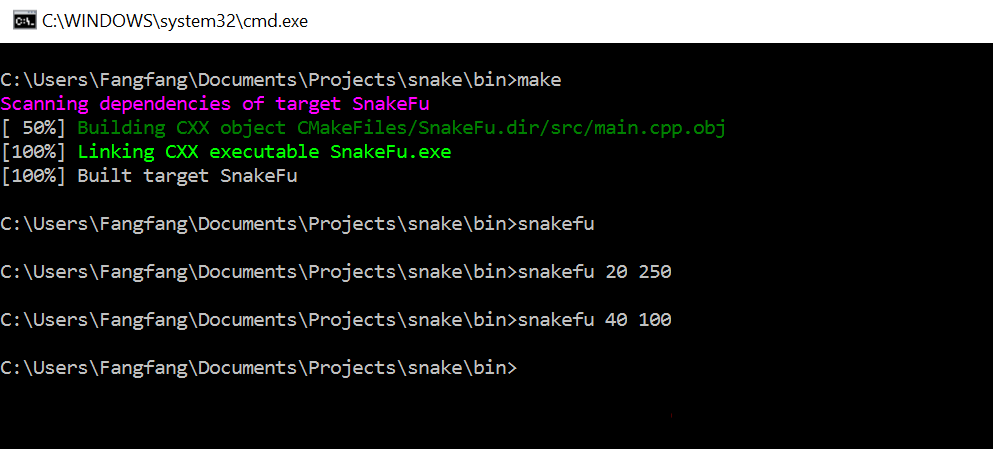 C:\WINDOWS\system32\cmd.exe
C:\Users\Fangfang\Documents\Projects\snake\bin>make
Scanning dependencies of target SnakeFu
[ 50%] Building CXX object CMakeFiles/SnakeFu.dir/src/main.cpp.obj
[100%] Linking CXX executable SnakeFu.exe
[100%] Built target SnakeFu
C:\Users\Fangfang\Documents\Projects\snake\bin>snakefu
C:\Users\Fangfang\Documents\Projects\snake\bin>snakefu 20 250
C:\Users\Fangfang\Documents\Projects\snake\bin>snakefu 40 100
C:\Users\Fangfang\Documents\Projects\snake\bin>